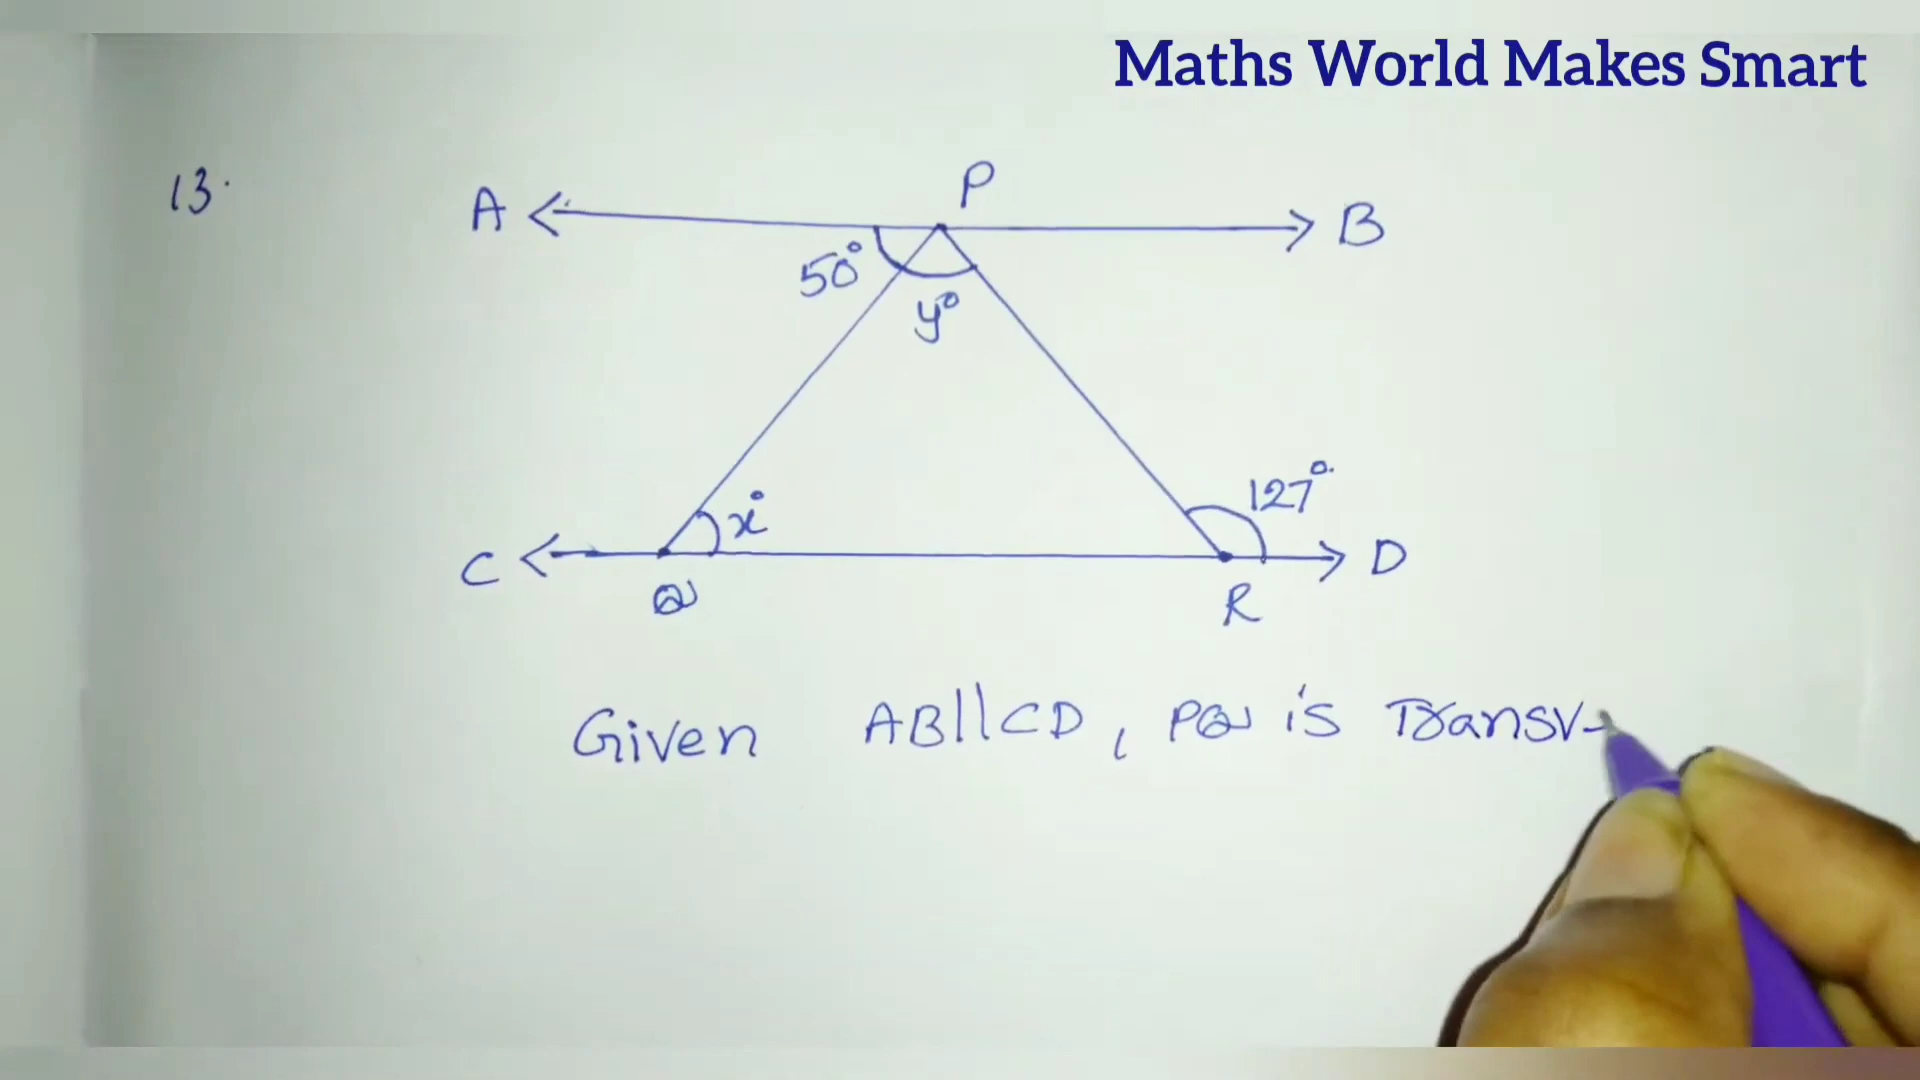 Maths World Makes Smart
13.
P
A
B
50°
y°
127°
x°
C
D
Q
R
Given AB||CD, PQ is Transv